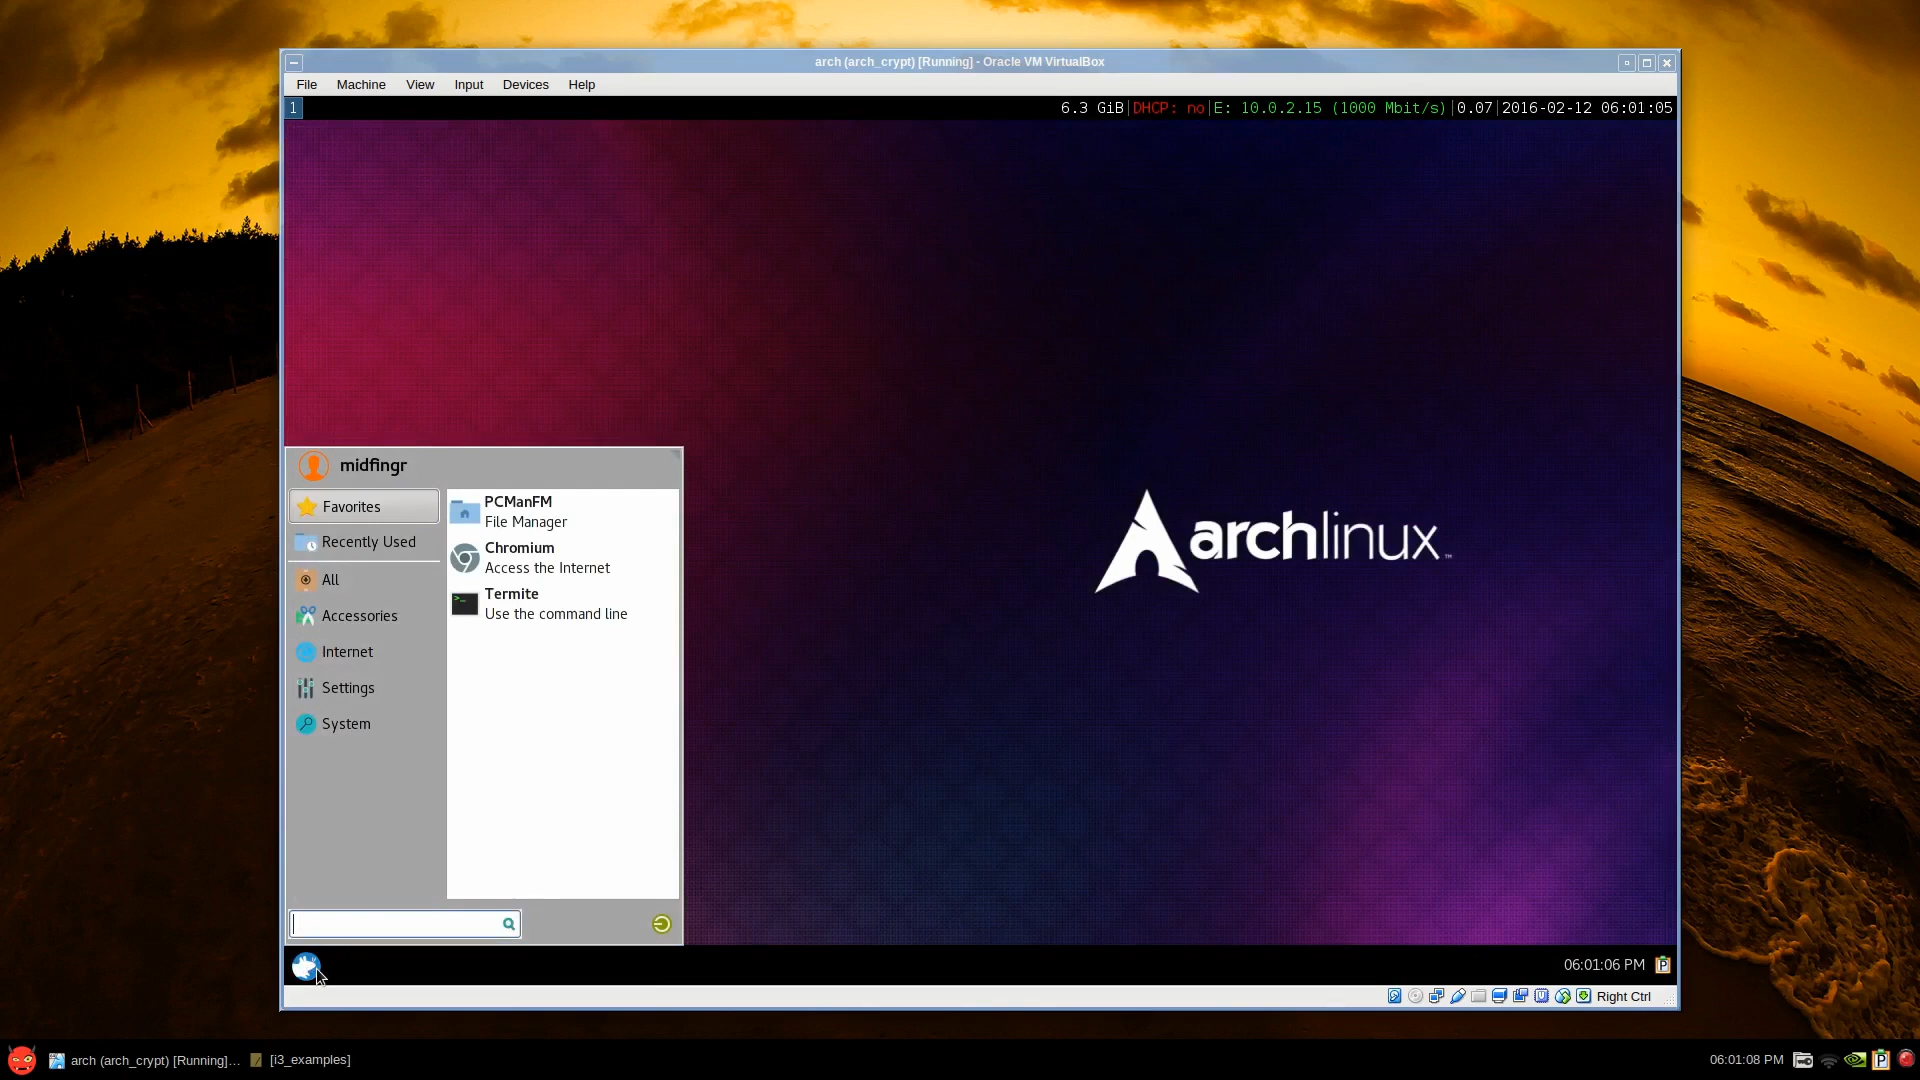 arch (arch_crypt) [Running] - Oracle VM VirtualBox
File Machine View Input Devices Help
1
6.3 GiB|DHCP: no|E: 10.0.2.15 (1000 Mbit/s)|0.07|2016-02-12 06:01:05
midfingr
Favorites
Recently Used
All
Accessories
Internet
Settings
System
PCManFM
File Manager
Chromium
Access the Internet
Termite
Use the command line
archlinux™
06:01:06 PM
Right Ctrl
arch (arch_crypt) [Running]...
[i3_examples]
06:01:08 PM